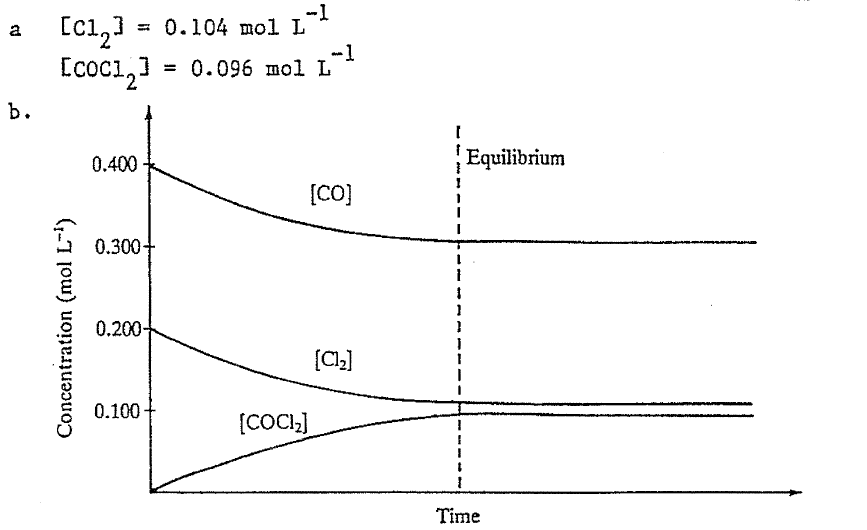 a [Cl₂] = 0.104 mol L⁻¹
[COCl₂] = 0.096 mol L⁻¹
b.
Equilibrium
0.400
[CO]
0.300
Concentration (mol L⁻¹)
0.200
[Cl₂]
0.100
[COCl₂]
Time